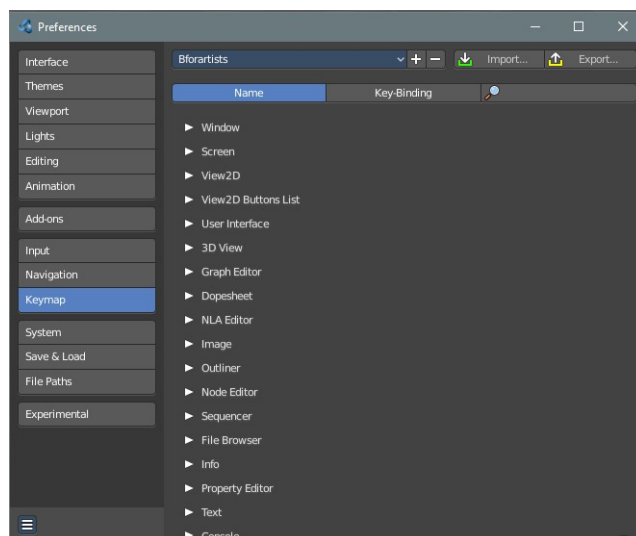 Preferences
Interface
Themes
Viewport
Lights
Editing
Animation
Add-ons
Input
Navigation
Keymap
System
Save & Load
File Paths
Experimental
Bforartists
Import...
Export...
Name
Key-Binding
Window
Screen
View2D
View2D Buttons List
User Interface
3D View
Graph Editor
Dopesheet
NLA Editor
Image
Outliner
Node Editor
Sequencer
File Browser
Info
Property Editor
Text
Console